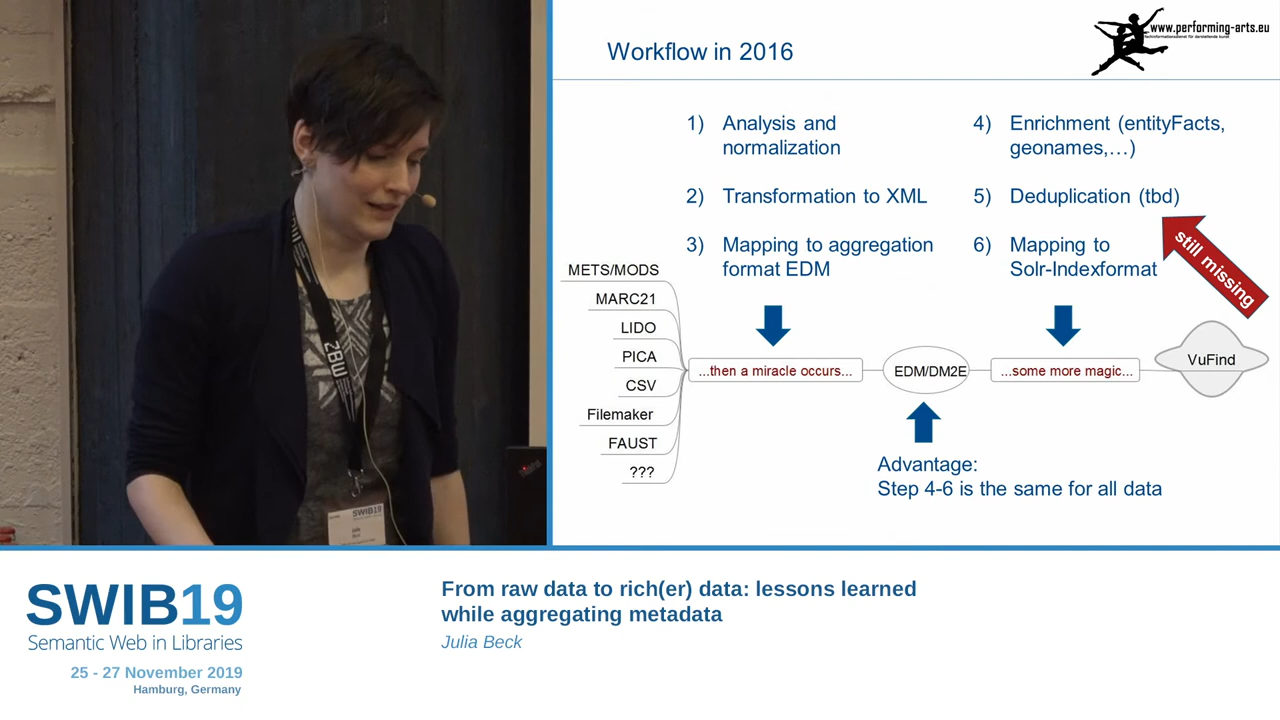 Workflow in 2016
www.performing-arts.eu
1) Analysis and
normalization
2) Transformation to XML
3) Mapping to aggregation
format EDM
4) Enrichment (entityFacts,
geonames,…)
5) Deduplication (tbd)
6) Mapping to
Solr-Indexformat
still missing
METS/MODS
MARC21
LIDO
PICA
CSV
Filemaker
FAUST
???
...then a miracle occurs...
EDM/DM2E
...some more magic...
VuFind
Advantage:
Step 4-6 is the same for all data
ZBW
SWIB19
SWIB19
Semantic Web in Libraries
25 - 27 November 2019
Hamburg, Germany
From raw data to rich(er) data: lessons learned
while aggregating metadata
Julia Beck